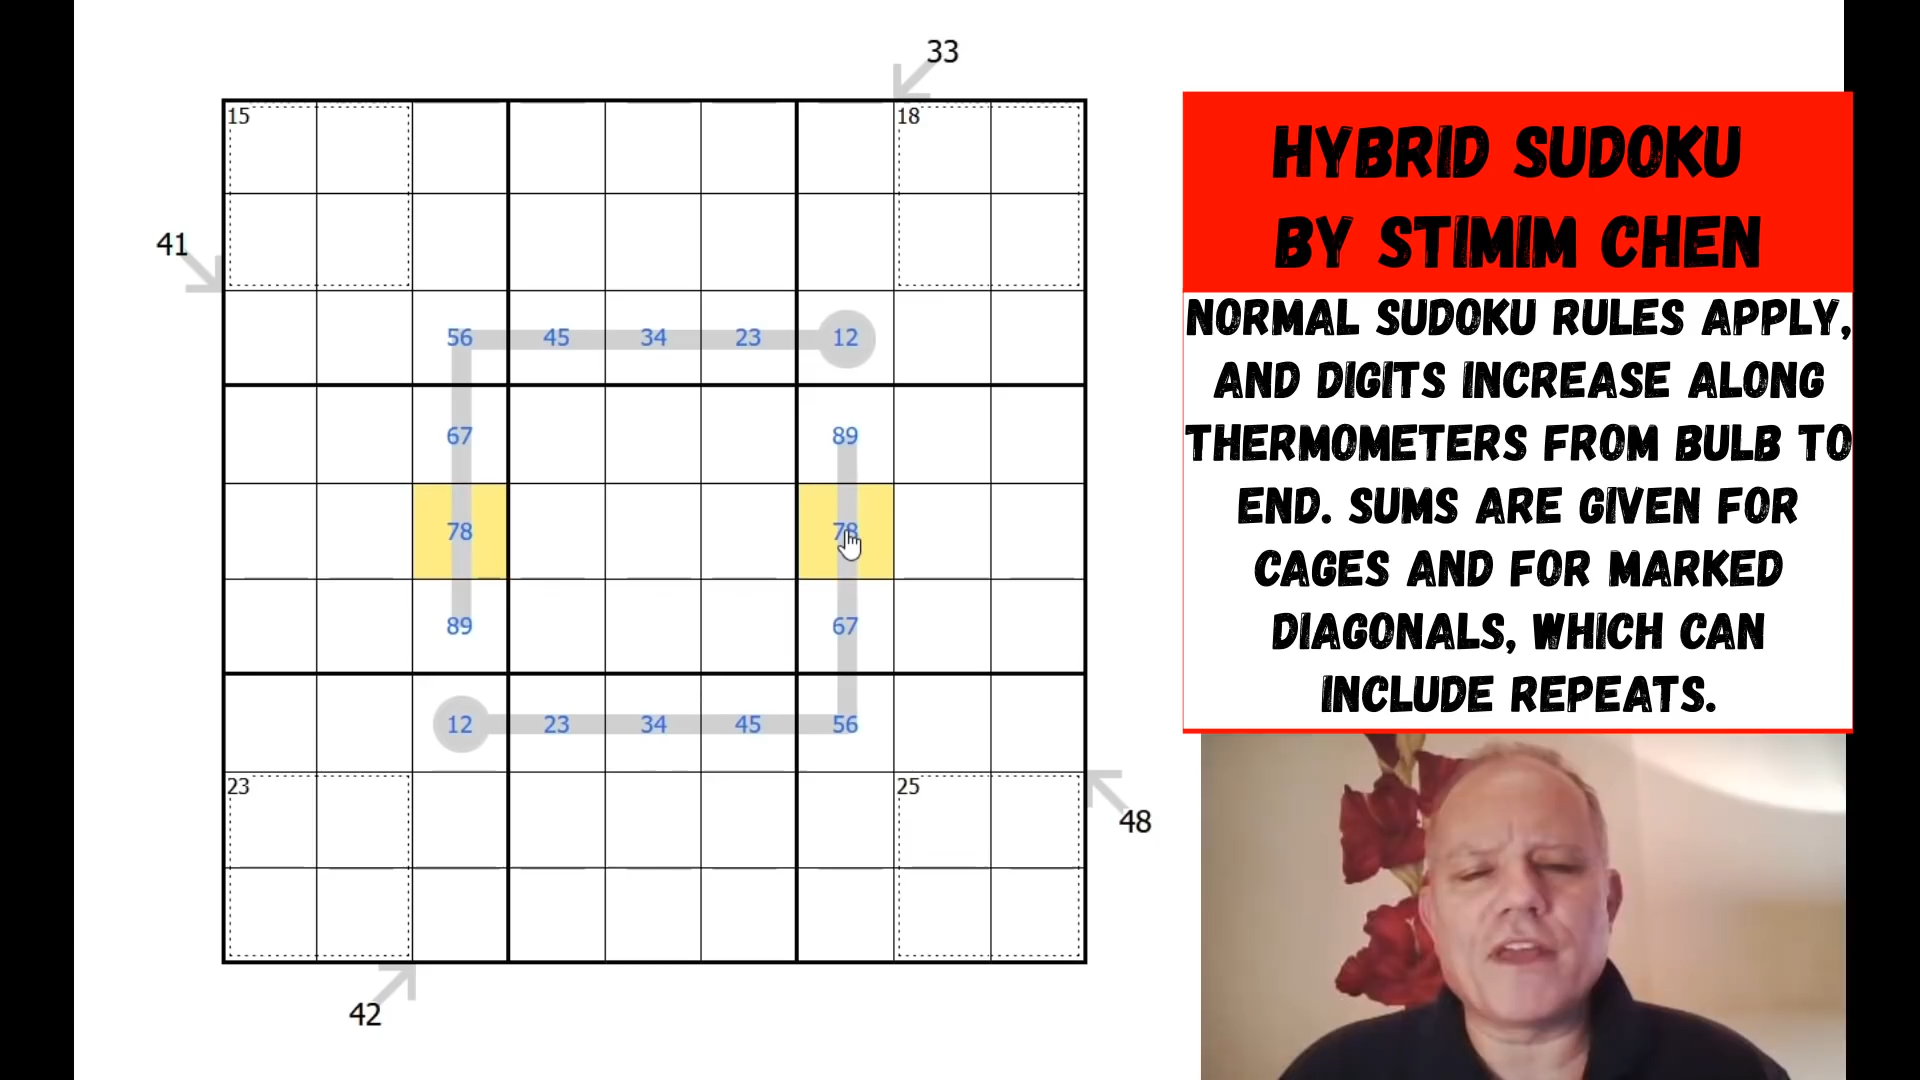 33
15
18
41
56 45 34 23 12
67 89
78 78
89 67
12 23 34 45 56
23
25
48
42
HYBRID SUDOKU
BY STIMIM CHEN
NORMAL SUDOKU RULES APPLY,
AND DIGITS INCREASE ALONG
THERMOMETERS FROM BULB TO
END. SUMS ARE GIVEN FOR
CAGES AND FOR MARKED
DIAGONALS, WHICH CAN
INCLUDE REPEATS.